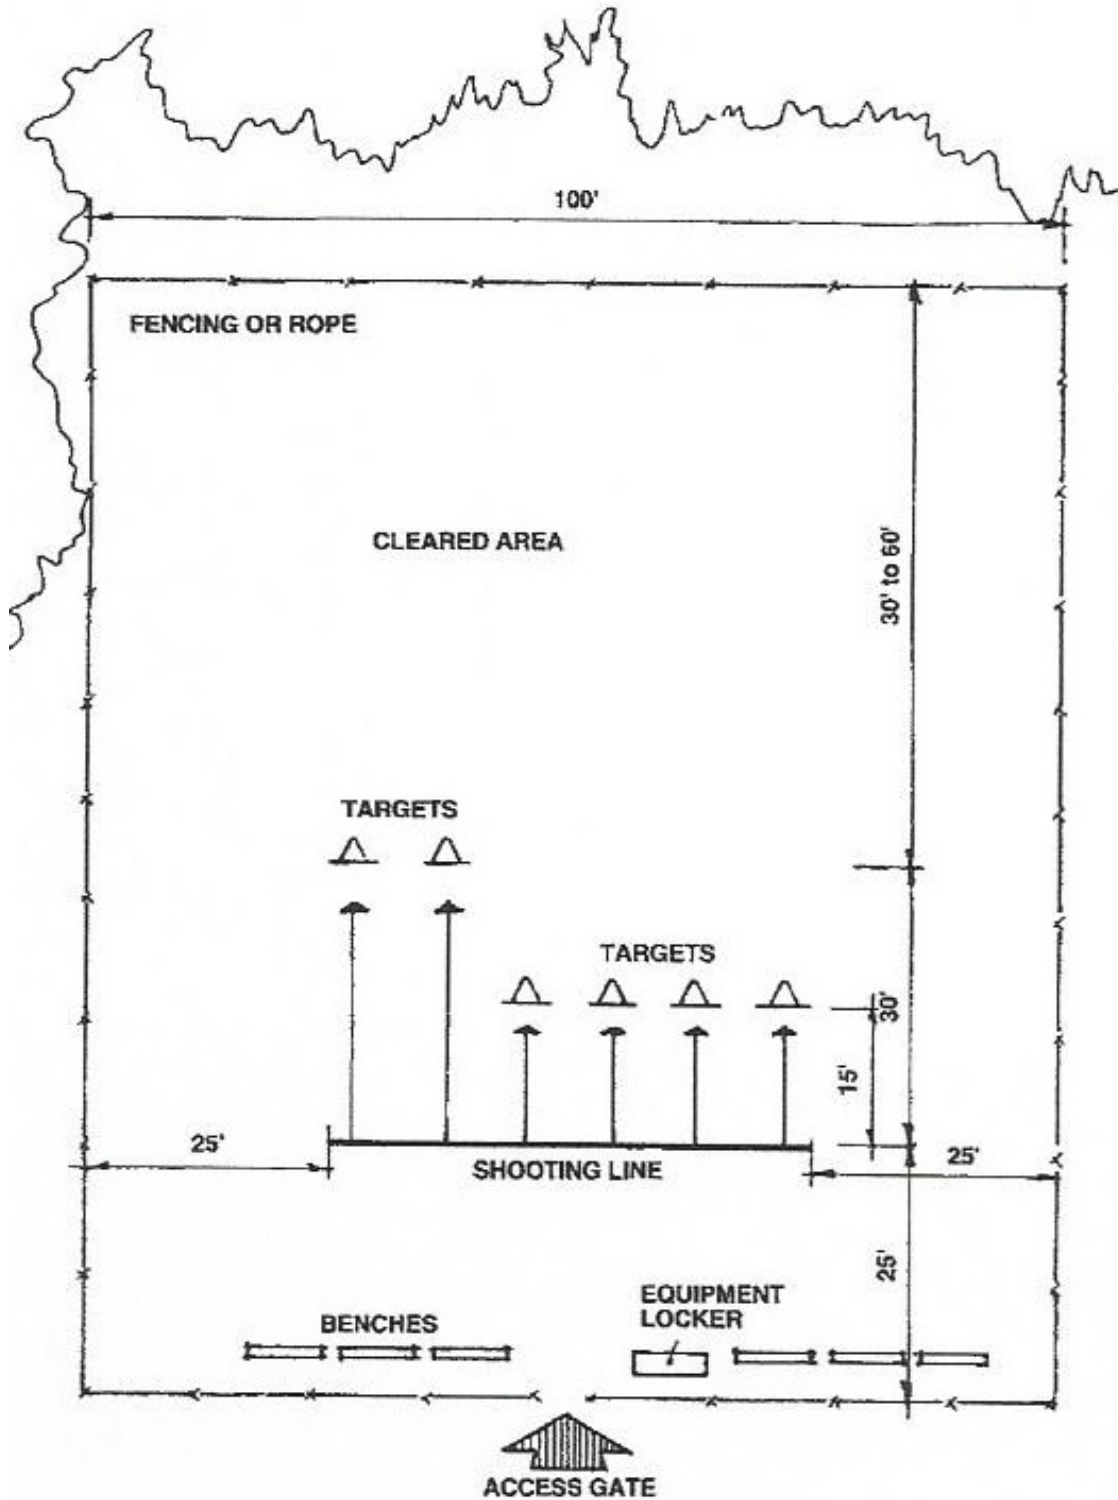 100'
FENCING OR ROPE
CLEARED AREA
30' to 60'
TARGETS
TARGETS
30'
15'
25'
SHOOTING LINE
25'
25'
BENCHES
EQUIPMENT
LOCKER
ACCESS GATE